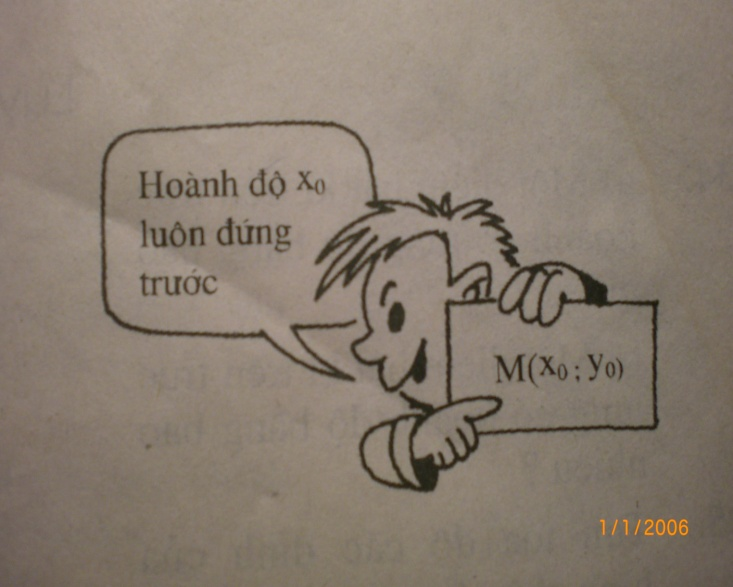 Hoành độ x₀
luôn đứng
trước
M(x₀ ; y₀)
1/1/2006